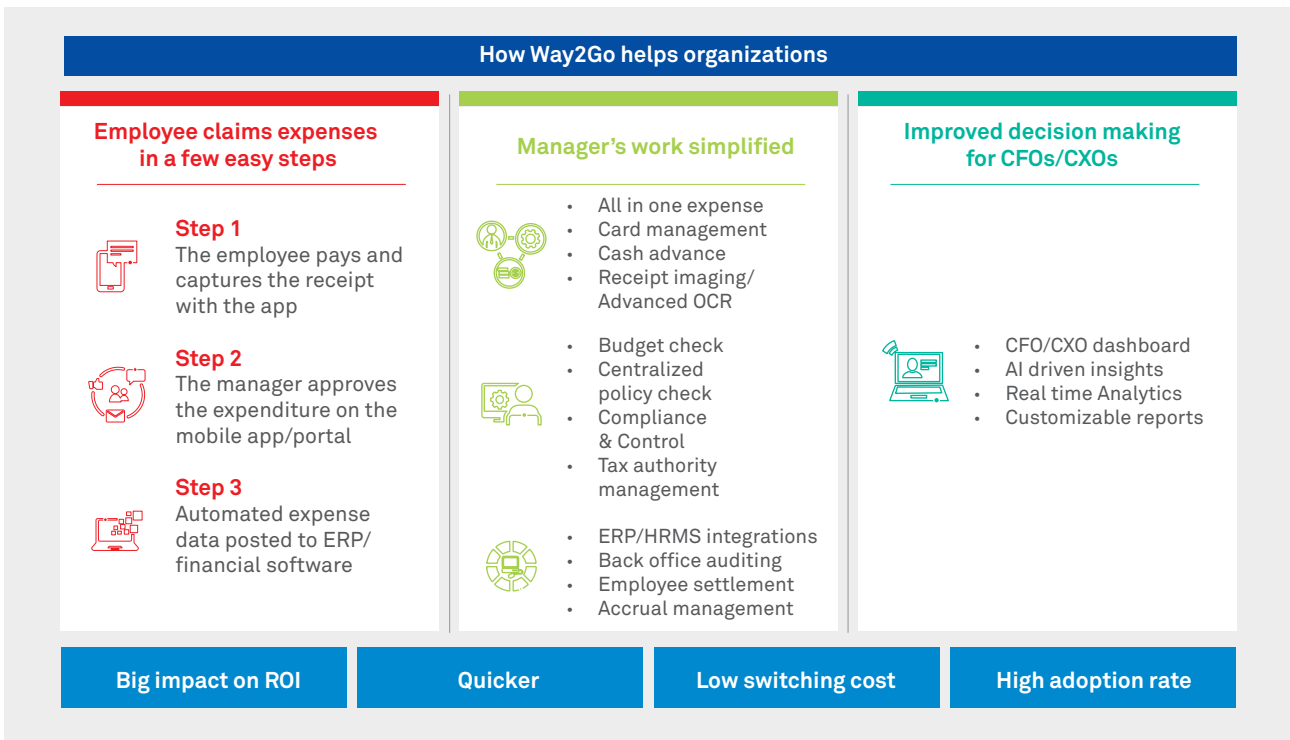 How Way2Go helps organizations
Employee claims expenses
in a few easy steps
Step 1
The employee pays and
captures the receipt
with the app
Step 2
The manager approves
the expenditure on the
mobile app/portal
Step 3
Automated expense
data posted to ERP/
financial software
Manager's work simplified
• All in one expense
• Card management
• Cash advance
• Receipt imaging/
Advanced OCR
• Budget check
• Centralized
policy check
• Compliance
& Control
• Tax authority
management
• ERP/HRMS integrations
• Back office auditing
• Employee settlement
• Accrual management
Improved decision making
for CFOs/CXOs
• CFO/CXO dashboard
• AI driven insights
• Real time Analytics
• Customizable reports
Big impact on ROI
Quicker
Low switching cost
High adoption rate